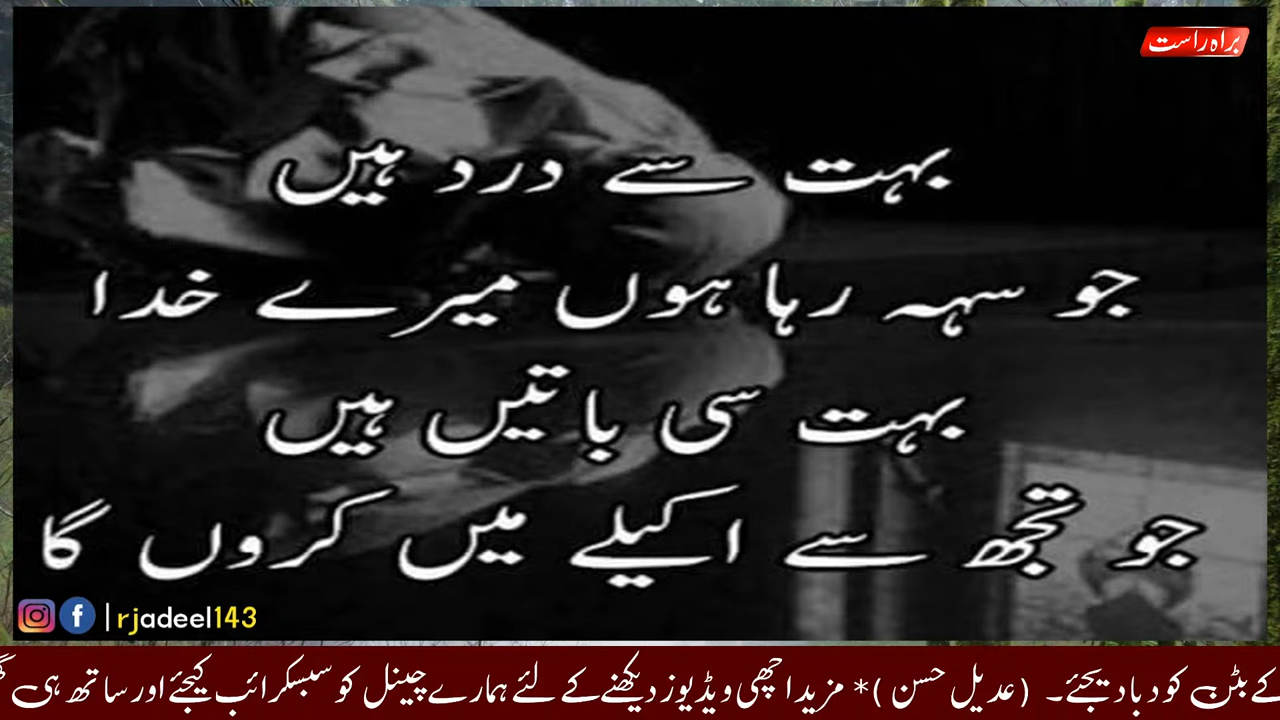 براہ راست
بہت سے درد ہیں
جو سہہ رہا ہوں میرے خدا
بہت سی باتیں ہیں
جو تجھ سے اکیلے میں کروں گا
rjadeel143
کے بٹن کو دبا دیجئے۔ (عدیل حسن)* مزید اچھی ویڈیوز دیکھنے کے لئے ہمارے چینل کو سبسکرائب کیجئے اور ساتھ ہی